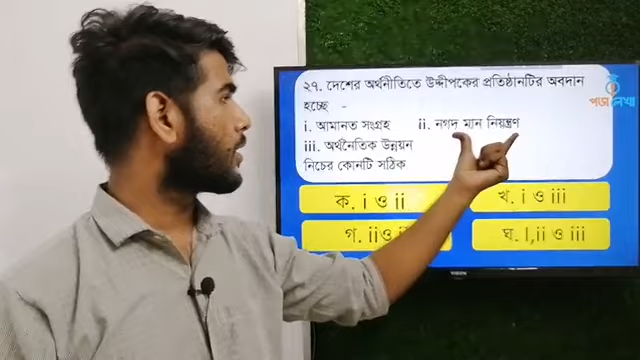 ২৭. দেশের অর্থনীতিতে উদ্দীপকের প্রতিষ্ঠানটির অবদান
হচ্ছে -
i. আমানত সংগ্রহ ii. নগদ মান নিয়ন্ত্রণ
iii. অর্থনৈতিক উন্নয়ন
নিচের কোনটি সঠিক
ক. i ও ii খ. i ও iii
গ. iiও ঘ. I,ii ও iii
পড়া লেখা